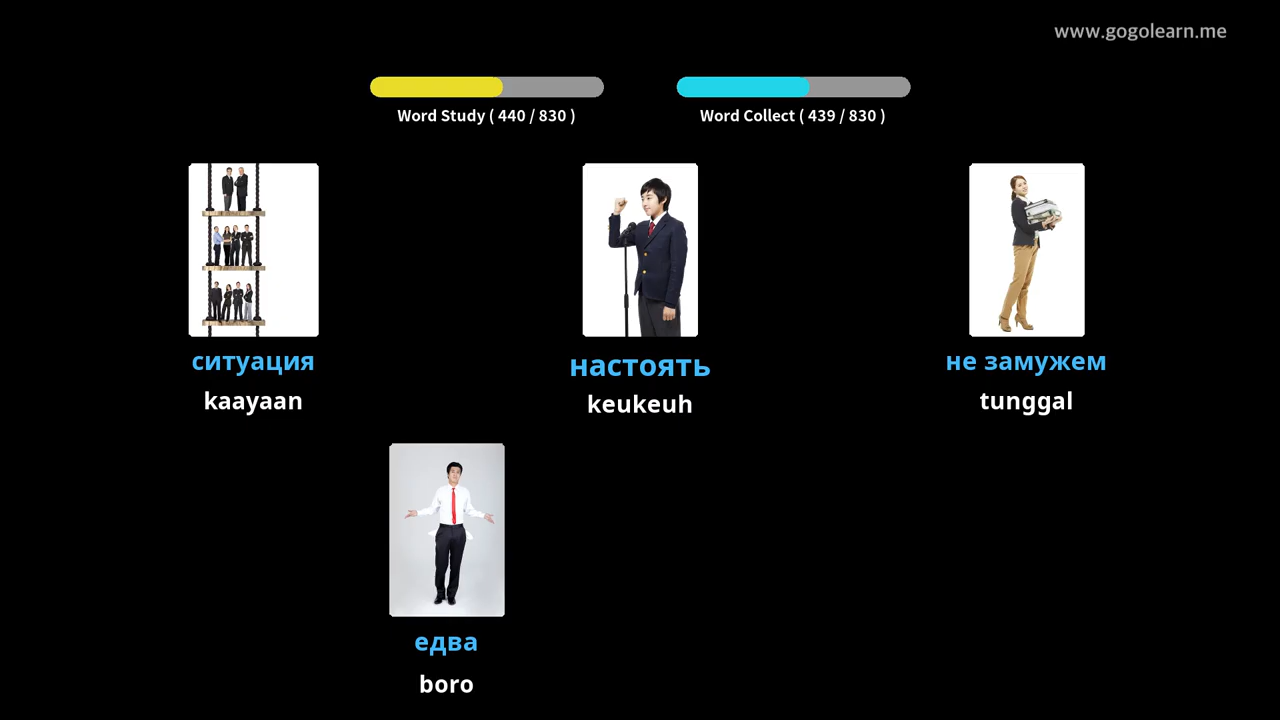 www.gogolearn.me
Word Study ( 440 / 830 )
Word Collect ( 439 / 830 )
ситуация
kaayaan
настоять
keukeuh
не замужем
tunggal
едва
boro